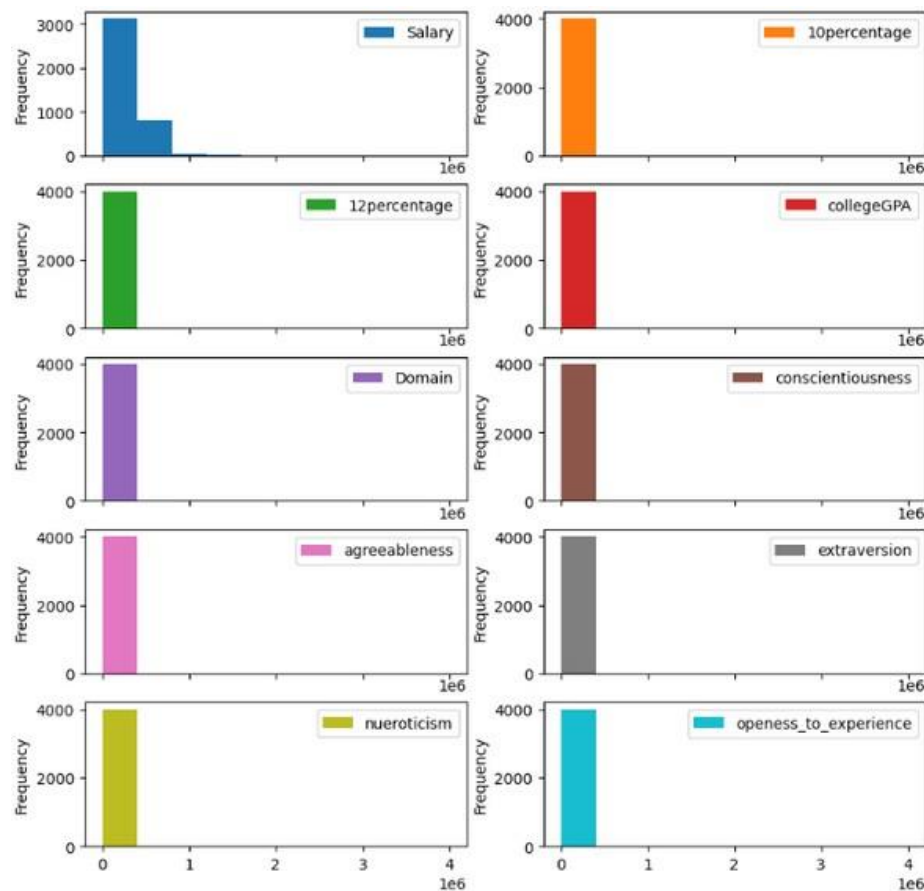 Frequency
3000
2000
1000
0
Salary
1e6
Frequency
4000
2000
0
10percentage
1e6
Frequency
4000
2000
0
12percentage
1e6
Frequency
4000
2000
0
collegeGPA
1e6
Frequency
4000
2000
0
Domain
1e6
Frequency
4000
2000
0
conscientiousness
1e6
Frequency
4000
2000
0
agreeableness
1e6
Frequency
4000
2000
0
extraversion
1e6
Frequency
4000
2000
0
nueroticism
0 1 2 3 4
1e6
Frequency
4000
2000
0
openess_to_experience
0 1 2 3 4
1e6